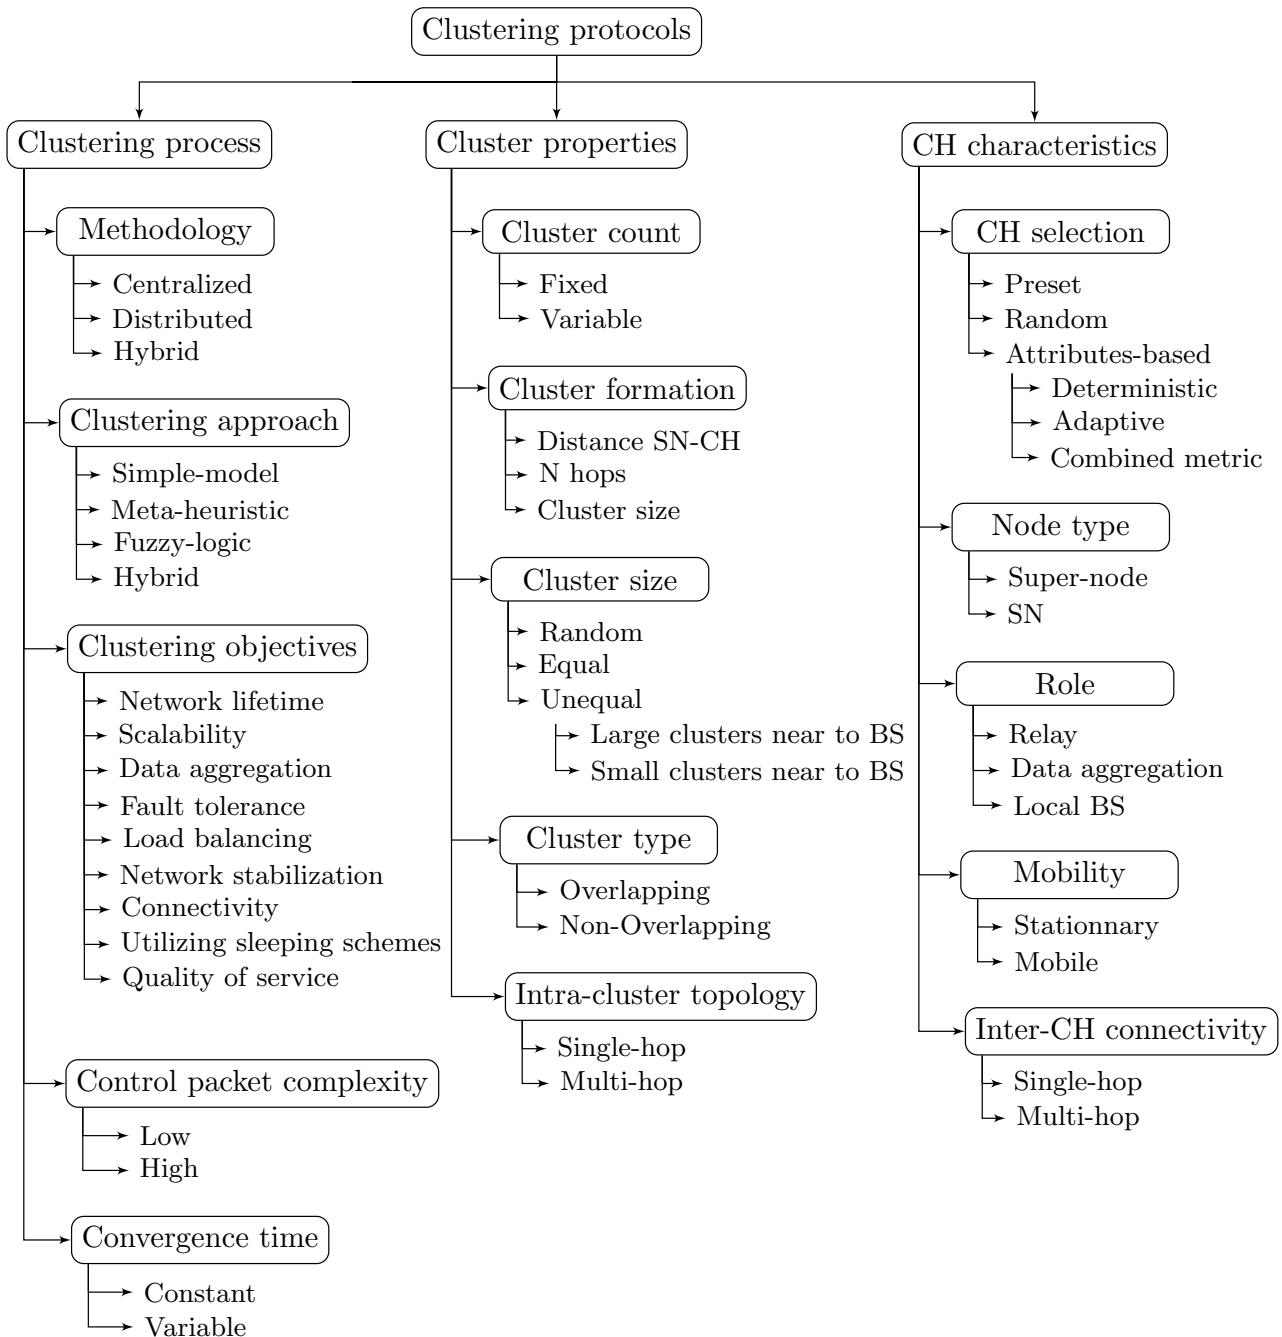 Clustering protocols
Clustering process
Methodology
Centralized
Distributed
Hybrid
Clustering approach
Simple-model
Meta-heuristic
Fuzzy-logic
Hybrid
Clustering objectives
Network lifetime
Scalability
Data aggregation
Fault tolerance
Load balancing
Network stabilization
Connectivity
Utilizing sleeping schemes
Quality of service
Control packet complexity
Low
High
Convergence time
Constant
Variable
Cluster properties
Cluster count
Fixed
Variable
Cluster formation
Distance SN-CH
N hops
Cluster size
Cluster size
Random
Equal
Unequal
Large clusters near to BS
Small clusters near to BS
Cluster type
Overlapping
Non-Overlapping
Intra-cluster topology
Single-hop
Multi-hop
CH characteristics
CH selection
Preset
Random
Attributes-based
Deterministic
Adaptive
Combined metric
Node type
Super-node
SN
Role
Relay
Data aggregation
Local BS
Mobility
Stationnary
Mobile
Inter-CH connectivity
Single-hop
Multi-hop